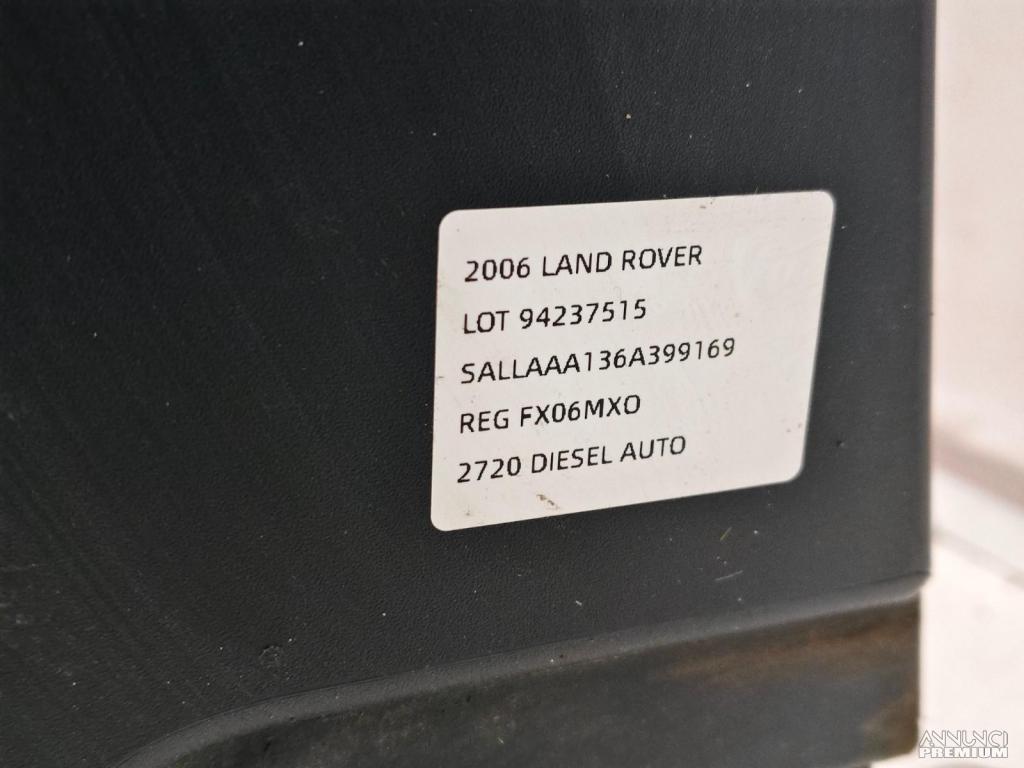 2006 LAND ROVER
LOT 94237515
SALLAAA136A399169
REG FX06MXO
2720 DIESEL AUTO
ANNUNCI
PREMIUM